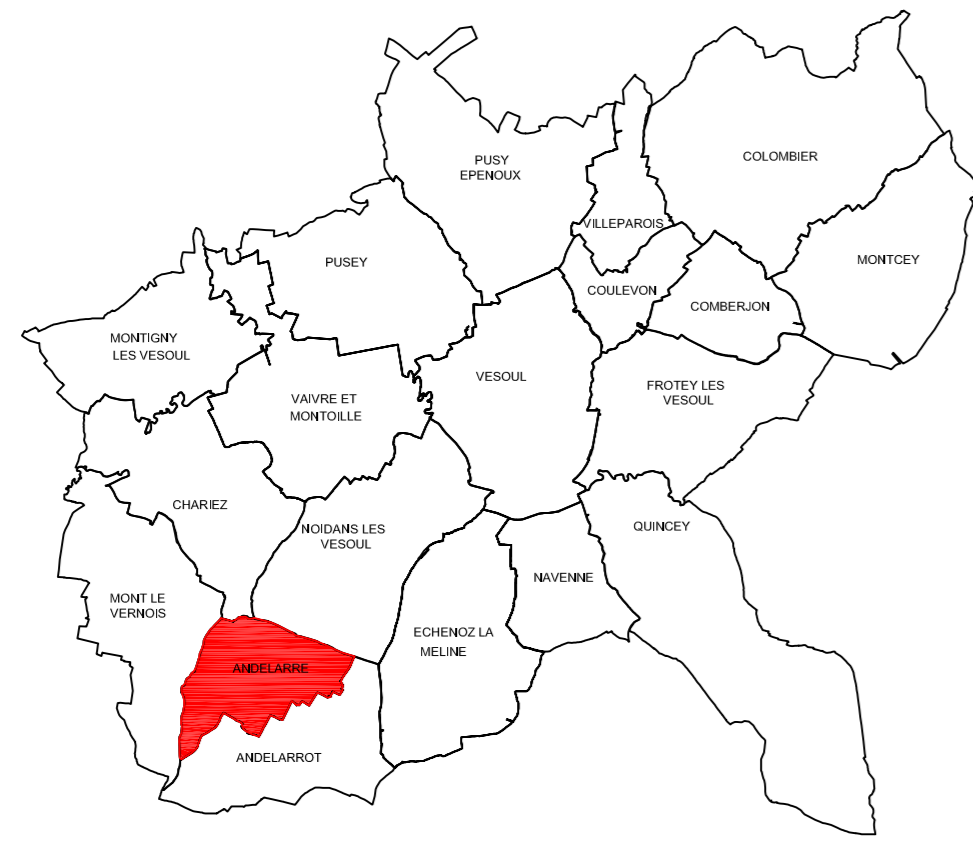 COLOMBIER
PUSY
EPENOUX
VILLEPAROIS
MONTCEY
PUSEY
COULEVON
COMBERJON
MONTIGNY
LES VESOUL
VESOUL
FROTEY LES
VESOUL
VAIVRE ET
MONTOILLE
CHARIEZ
NOIDANS LES
VESOUL
QUINCEY
NAVENNE
MONT LE
VERNOIS
ECHENOZ LA
MELINE
ANDELARRE
ANDELARROT